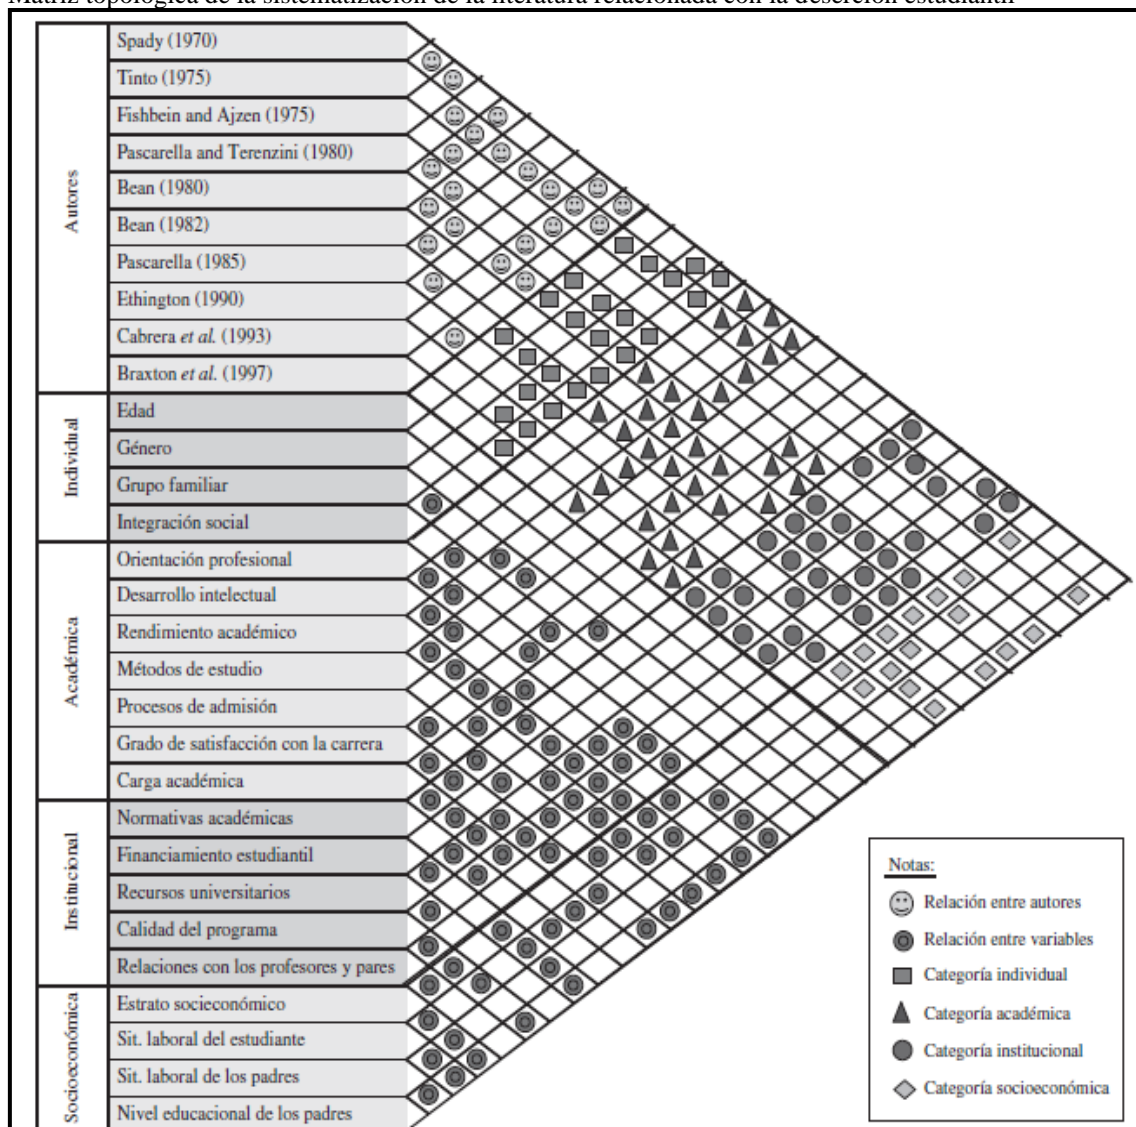 Matriz topológica de la sistematización de la literatura relacionada con la deserción estudiantil
Autores
Spady (1970)
Tinto (1975)
Fishbein and Ajzen (1975)
Pascarella and Terenzini (1980)
Bean (1980)
Bean (1982)
Pascarella (1985)
Ethington (1990)
Cabrera et al. (1993)
Braxton et al. (1997)
Individual
Edad
Género
Grupo familiar
Integración social
Académica
Orientación profesional
Desarrollo intelectual
Rendimiento académico
Métodos de estudio
Procesos de admisión
Grado de satisfacción con la carrera
Carga académica
Institucional
Normativas académicas
Financiamiento estudiantil
Recursos universitarios
Calidad del programa
Relaciones con los profesores y pares
Socioeconómica
Estrato socioeconómico
Sit. laboral del estudiante
Sit. laboral de los padres
Nivel educacional de los padres
Notas:
Relación entre autores
Relación entre variables
Categoría individual
Categoría académica
Categoría institucional
Categoría socioeconómica